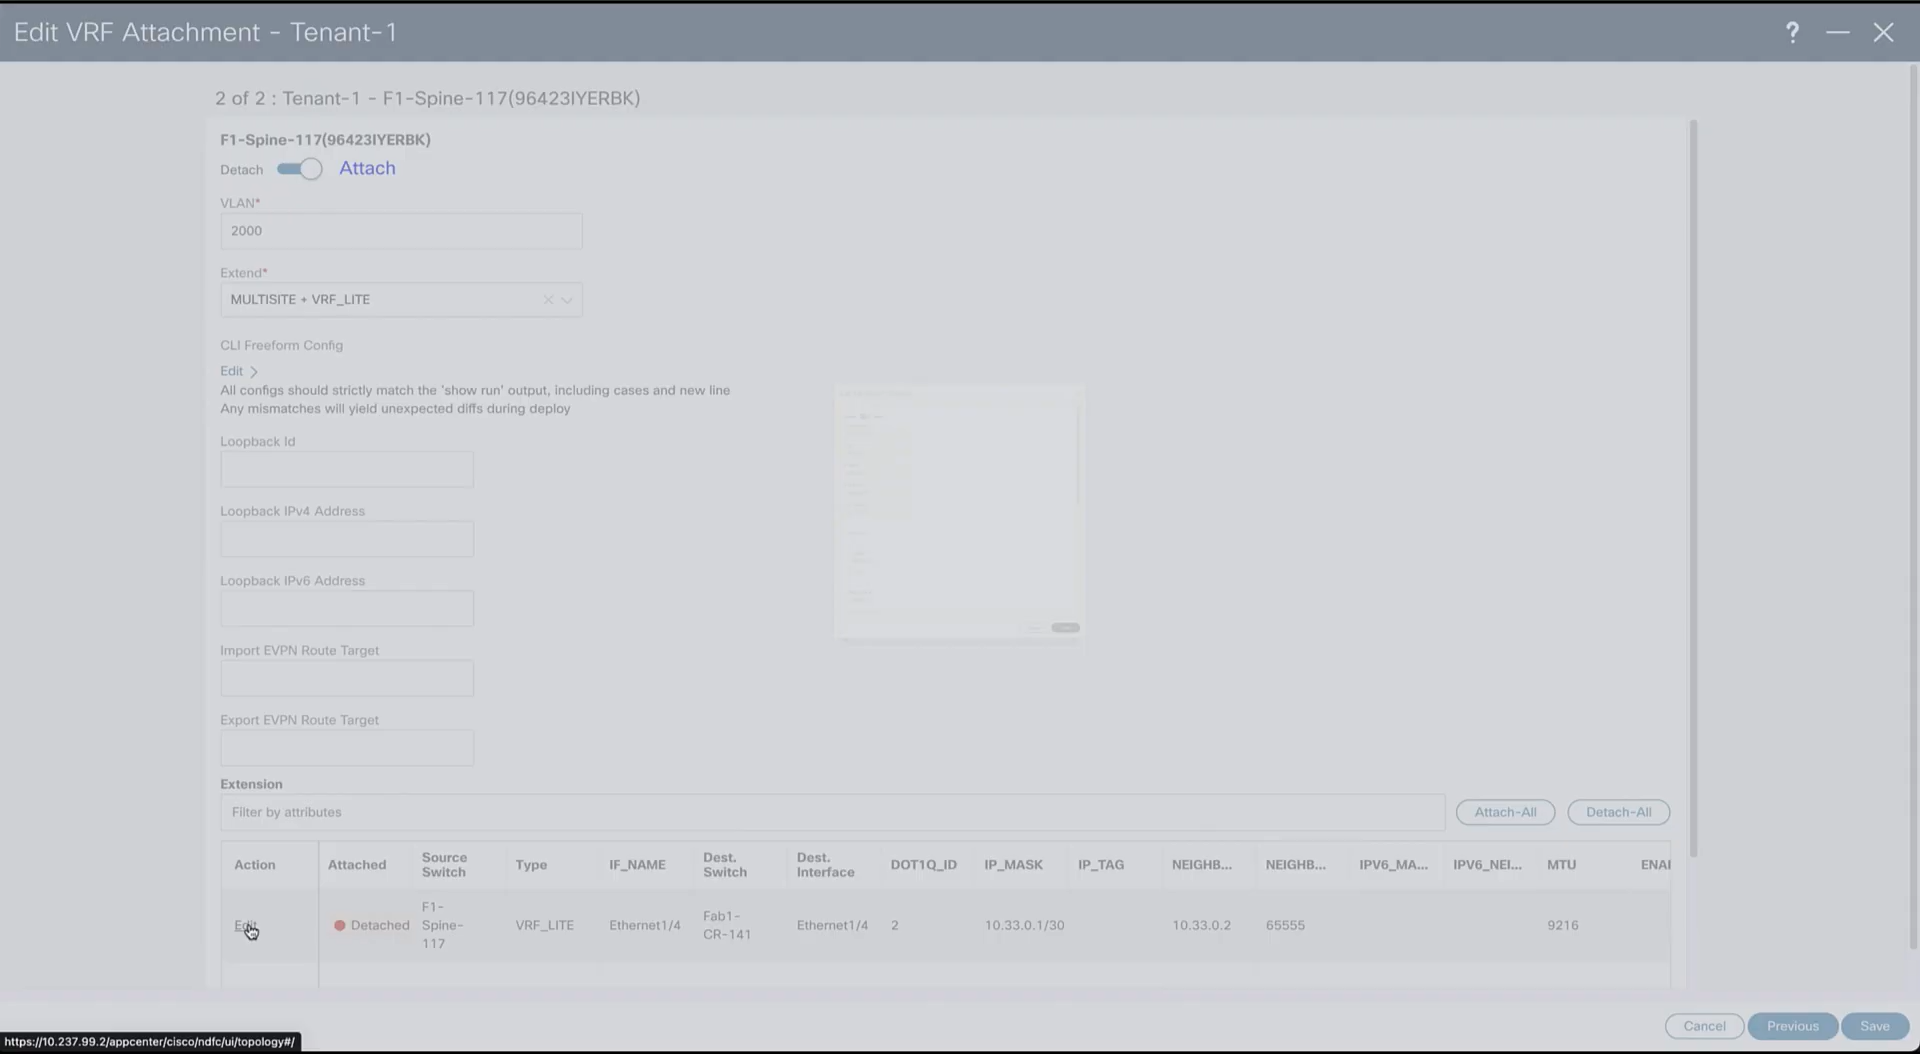 Edit VRF Attachment - Tenant-1
?
2 of 2 : Tenant-1 - F1-Spine-117(96423IYERBK)
F1-Spine-117(96423IYERBK)
Detach Attach
VLAN*
2000
Extend*
MULTISITE + VRF_LITE
CLI Freeform Config
Edit >
All configs should strictly match the 'show run' output, including cases and new line
Any mismatches will yield unexpected diffs during deploy
Loopback Id
Loopback IPv4 Address
Loopback IPv6 Address
Import EVPN Route Target
Export EVPN Route Target
Extension
Filter by attributes Attach-All Detach-All
Action Attached Source Switch Type IF_NAME Dest. Switch Dest. Interface DOT1Q_ID IP_MASK IP_TAG NEIGHB... NEIGHB... IPV6_MA... IPV6_NEI... MTU ENAI
Edit Detached F1-Spine-117 VRF_LITE Ethernet1/4 Fab1-CR-141 Ethernet1/4 2 10.33.0.1/30 10.33.0.2 65555 9216
Cancel Previous Save
https://10.237.99.2/appcenter/cisco/ndfc/ui/topology#/